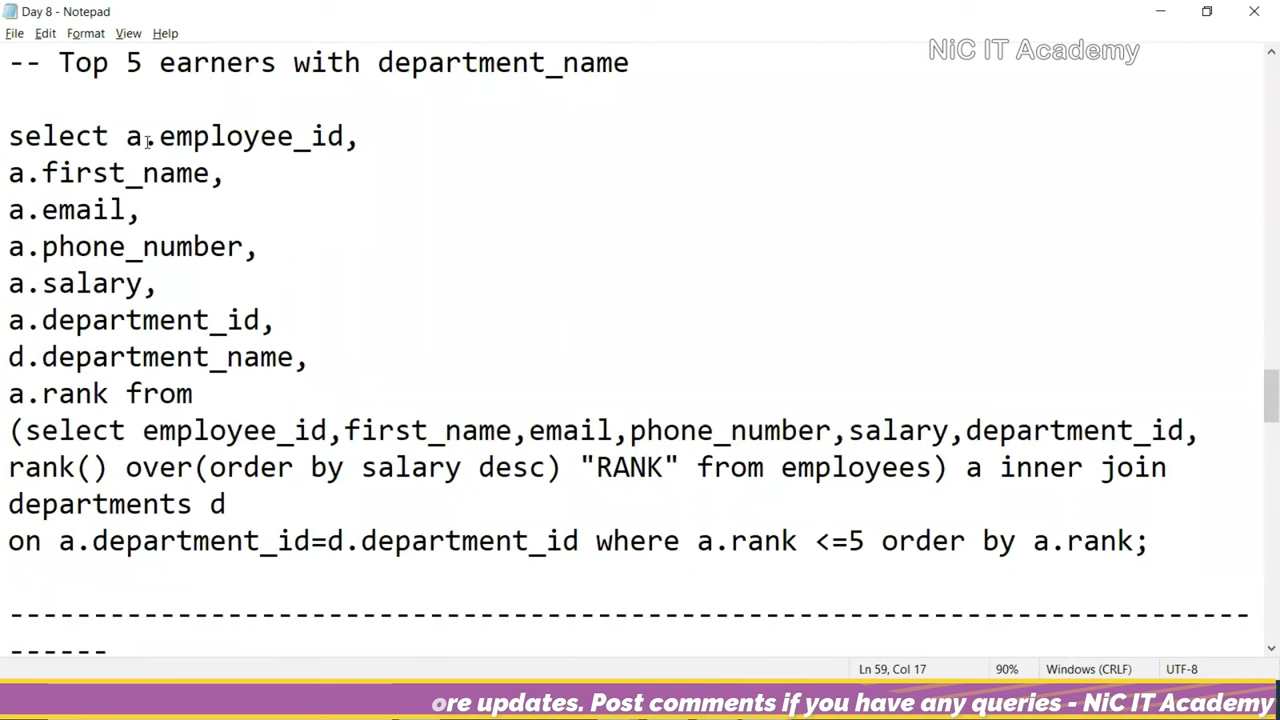 Day 8 - Notepad
File Edit Format View Help
NiC IT Academy
-- Top 5 earners with department_name
select a.employee_id,
a.first_name,
a.email,
a.phone_number,
a.salary,
a.department_id,
d.department_name,
a.rank from
(select employee_id,first_name,email,phone_number,salary,department_id,
rank() over(order by salary desc) "RANK" from employees) a inner join
departments d
on a.department_id=d.department_id where a.rank <=5 order by a.rank;
--------------------------------------------------------------------------
------
Ln 59, Col 17 90% Windows (CRLF) UTF-8
ore updates. Post comments if you have any queries - NiC IT Academy